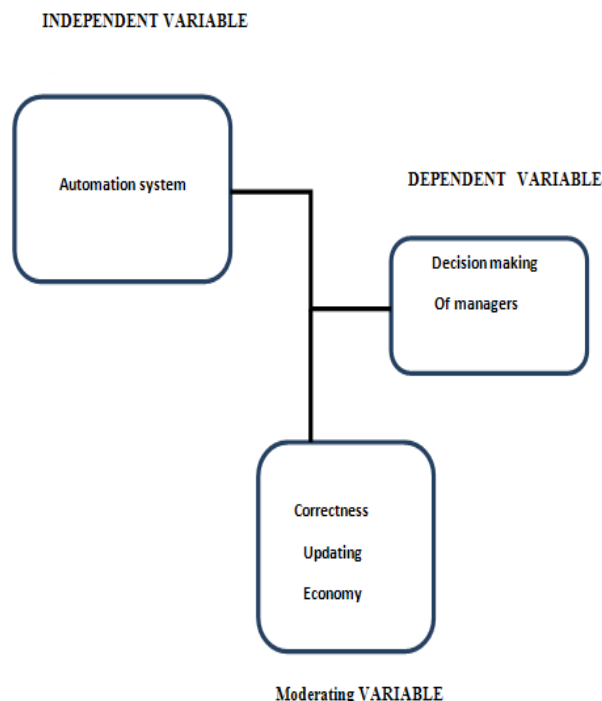 INDEPENDENT VARIABLE
Automation system
DEPENDENT VARIABLE
Decision making
Of managers
Correctness
Updating
Economy
Moderating VARIABLE